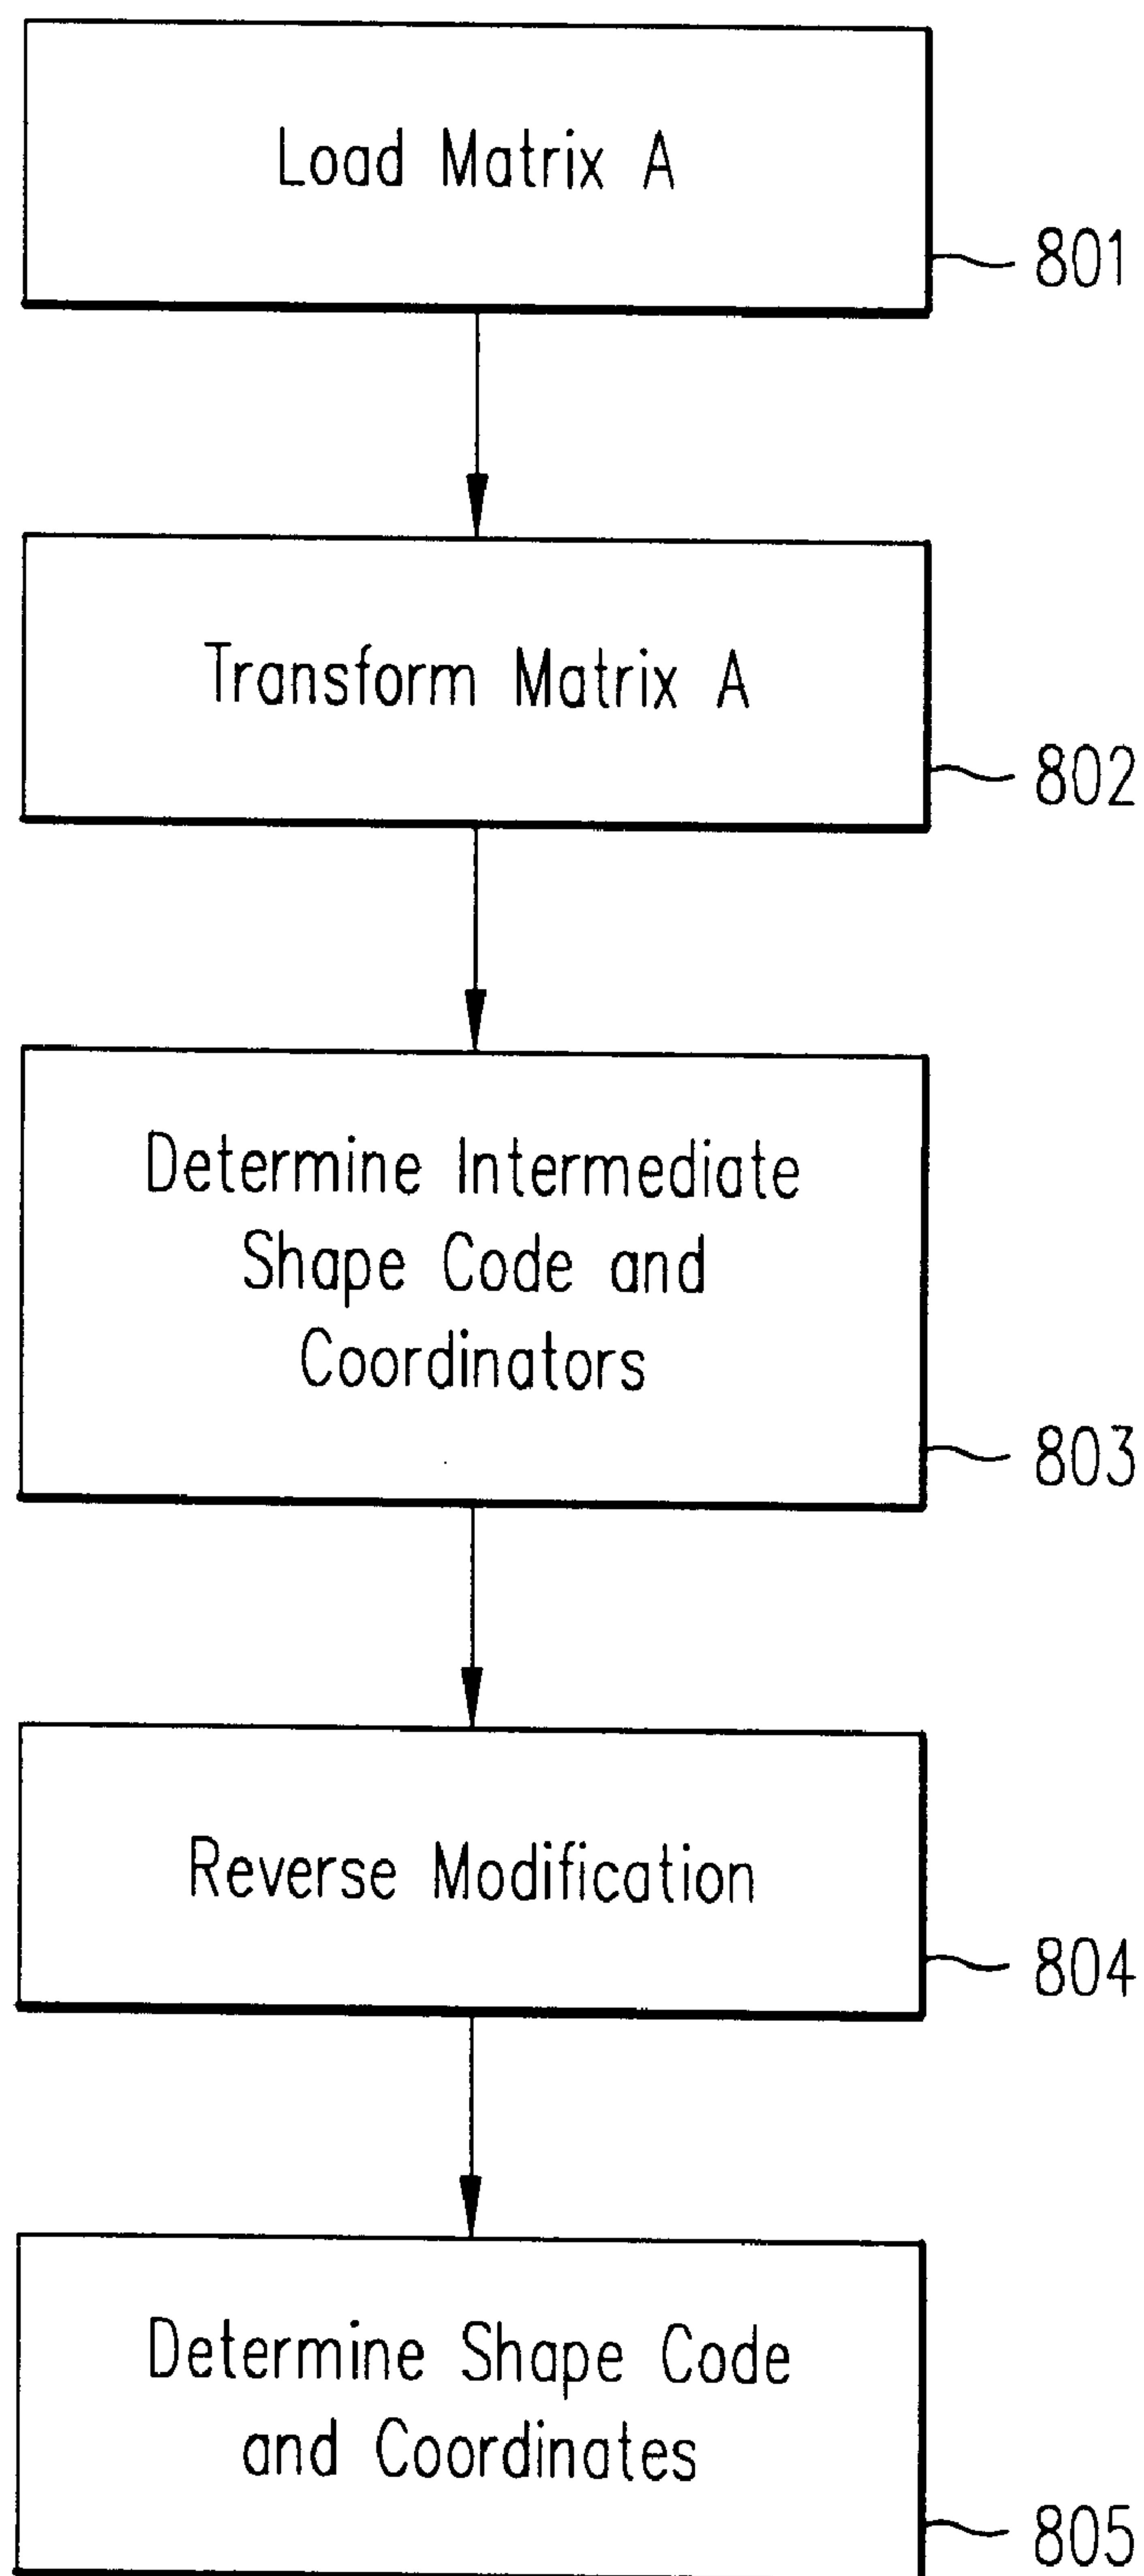 Load Matrix A
801
Transform Matrix A
802
Determine Intermediate
Shape Code and
Coordinators
803
Reverse Modification
804
Determine Shape Code
and Coordinates
805